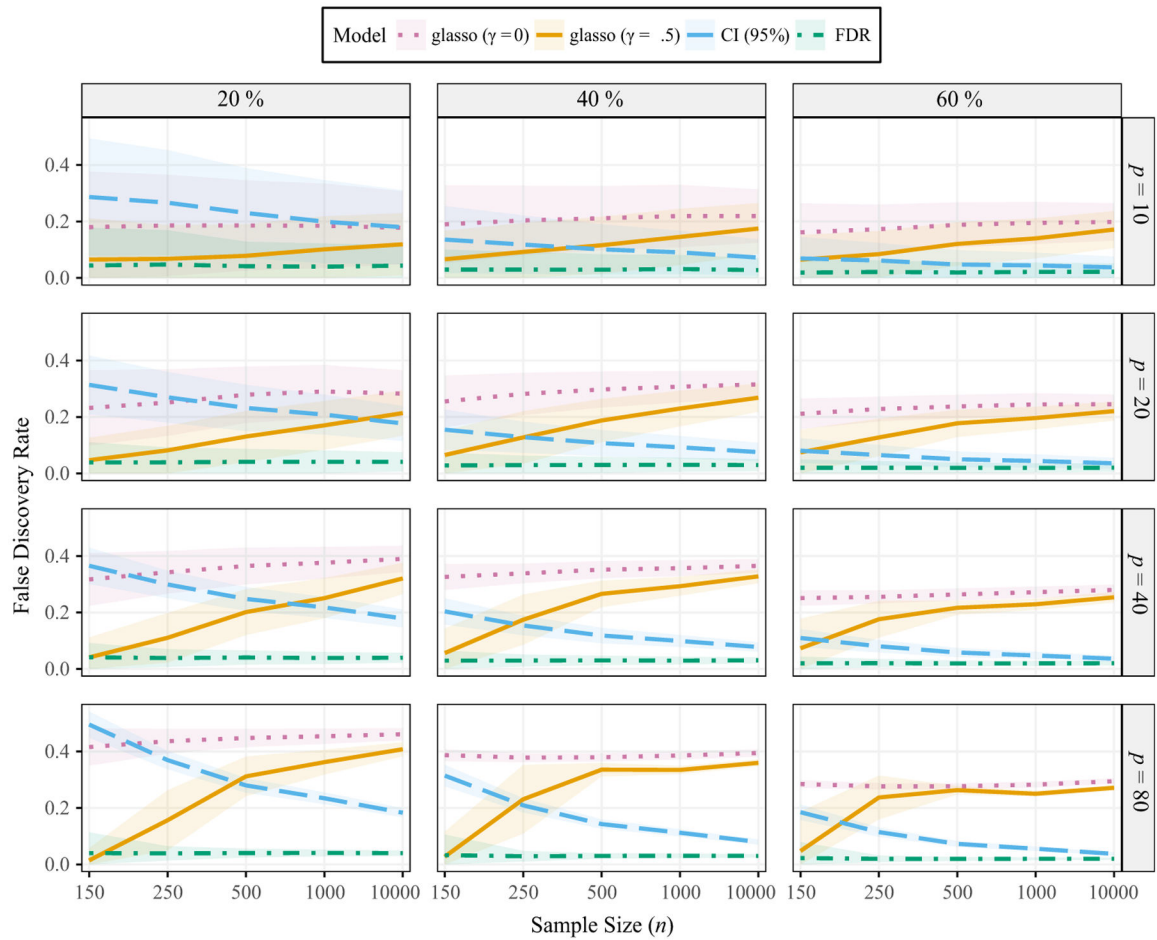 Model glasso (γ = 0) glasso (γ = .5) CI (95%) FDR
20 % 40 % 60 %
0.4
0.2
0.0
p = 10
0.4
0.2
0.0
p = 20
0.4
0.2
0.0
p = 40
0.4
0.2
0.0
p = 80
False Discovery Rate
150 250 500 1000 10000 150 250 500 1000 10000 150 250 500 1000 10000
Sample Size (n)